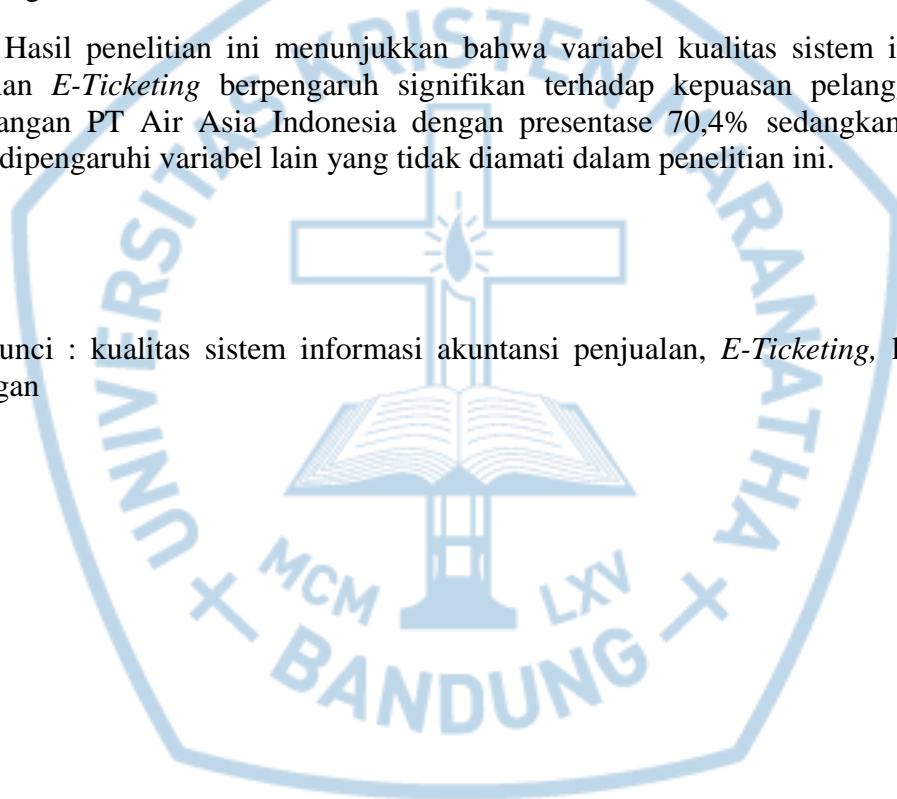 Hasil penelitian ini menunjukkan bahwa variabel kualitas sistem i
an E-Ticketing berpengaruh signifikan terhadap kepuasan pelangg
angan PT Air Asia Indonesia dengan presentase 70,4% sedangkan
dipengaruhi variabel lain yang tidak diamati dalam penelitian ini.
unci : kualitas sistem informasi akuntansi penjualan, E-Ticketing,
gan
UNIVERSITAS KRISTEN MARANATHA
MCM LXV
BANDUNG